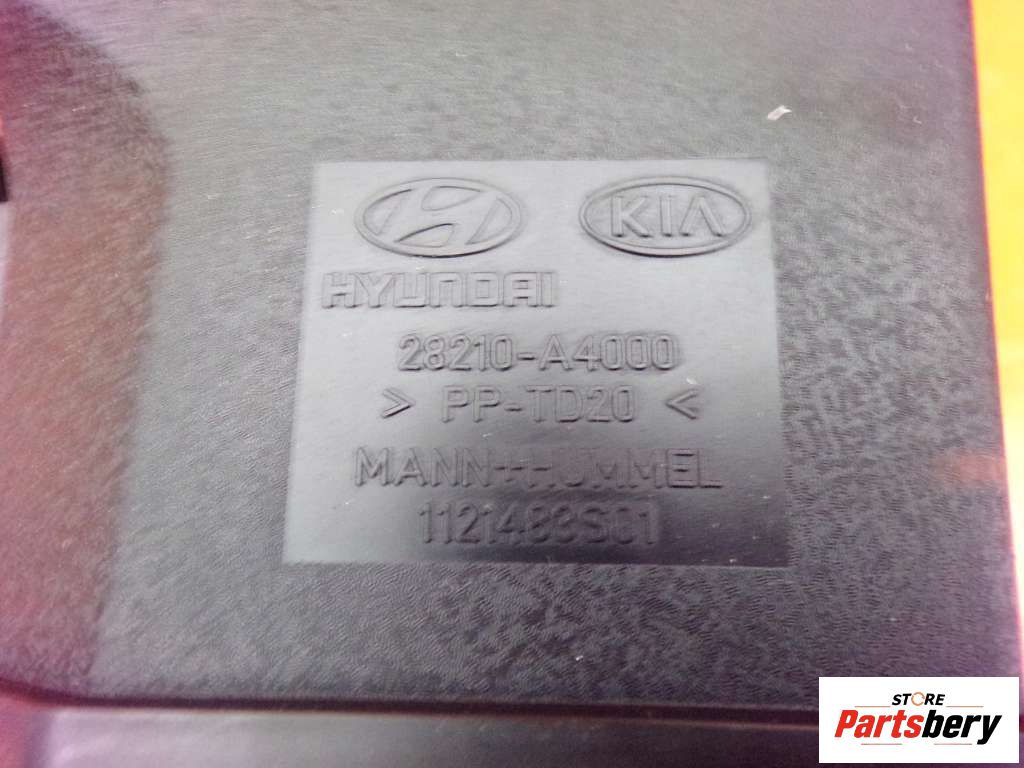 KIA
HYUNDAI
28210-A4000
> PP-TD20 <
MANN+HUMMEL
1121483S01
STORE
Partsbery